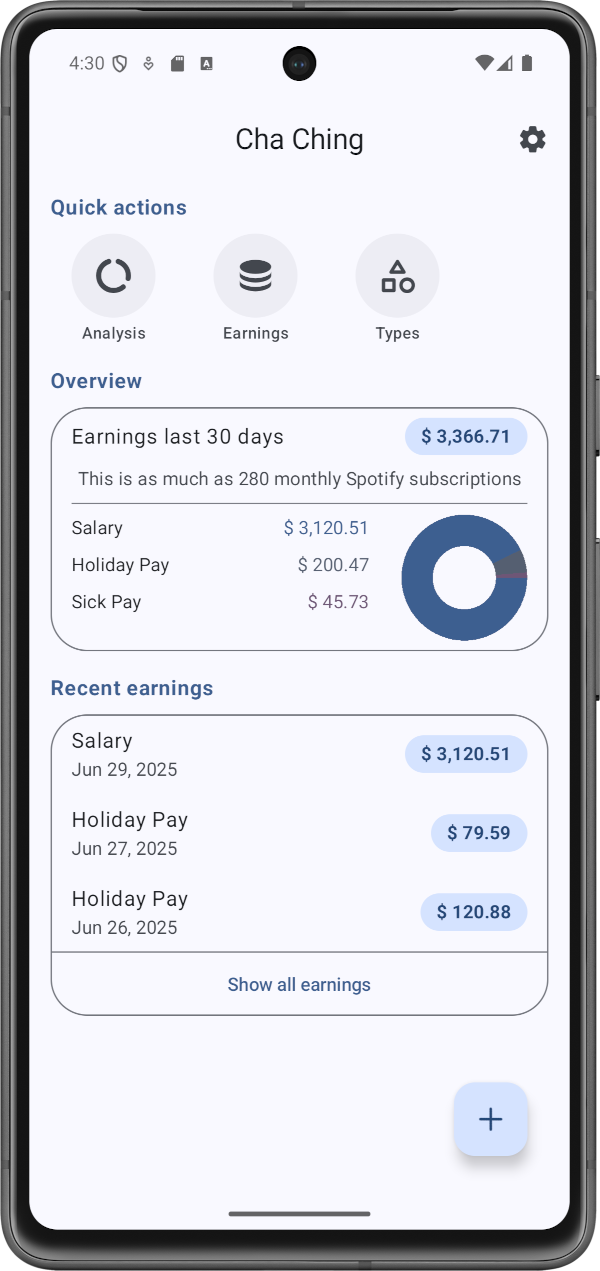 4:30
Cha Ching
Quick actions
Analysis Earnings Types
Overview
Earnings last 30 days $ 3,366.71
This is as much as 280 monthly Spotify subscriptions
Salary $ 3,120.51
Holiday Pay $ 200.47
Sick Pay $ 45.73
Recent earnings
Salary $ 3,120.51
Jun 29, 2025
Holiday Pay $ 79.59
Jun 27, 2025
Holiday Pay $ 120.88
Jun 26, 2025
Show all earnings